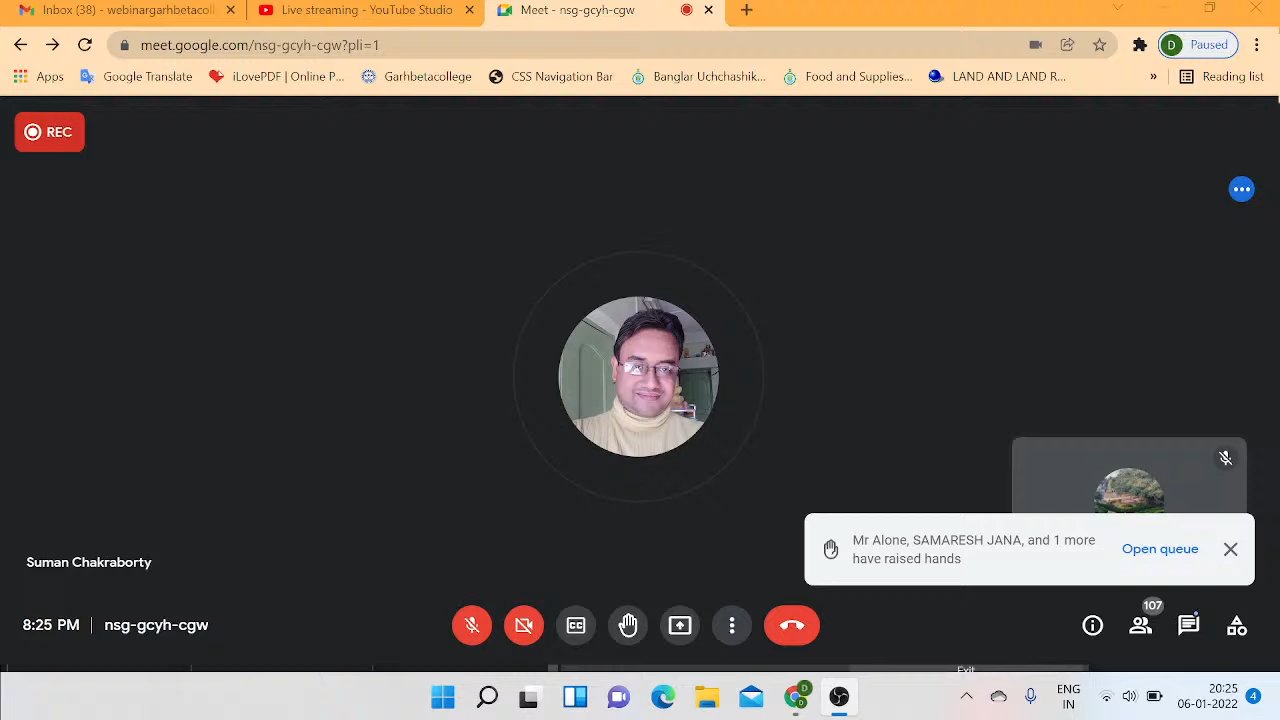 Inbox (38) - webinargarhbetacoll
Live streaming - YouTube Studio
Meet - nsg-gcyh-cgw
meet.google.com/nsg-gcyh-cgw?pli=1
D Paused
Apps
Google Translate
iLovePDF | Online P...
Garhbetacollege
CSS Navigation Bar
Banglar Uchchashik...
Food and Supplies...
LAND AND LAND R...
»
Reading list
REC
Mr Alone, SAMARESH JANA, and 1 more
have raised hands
Open queue
Suman Chakraborty
8:25 PM | nsg-gcyh-cgw
CC
107
Exit
D
ENG
IN
20:25
06-01-2022
4